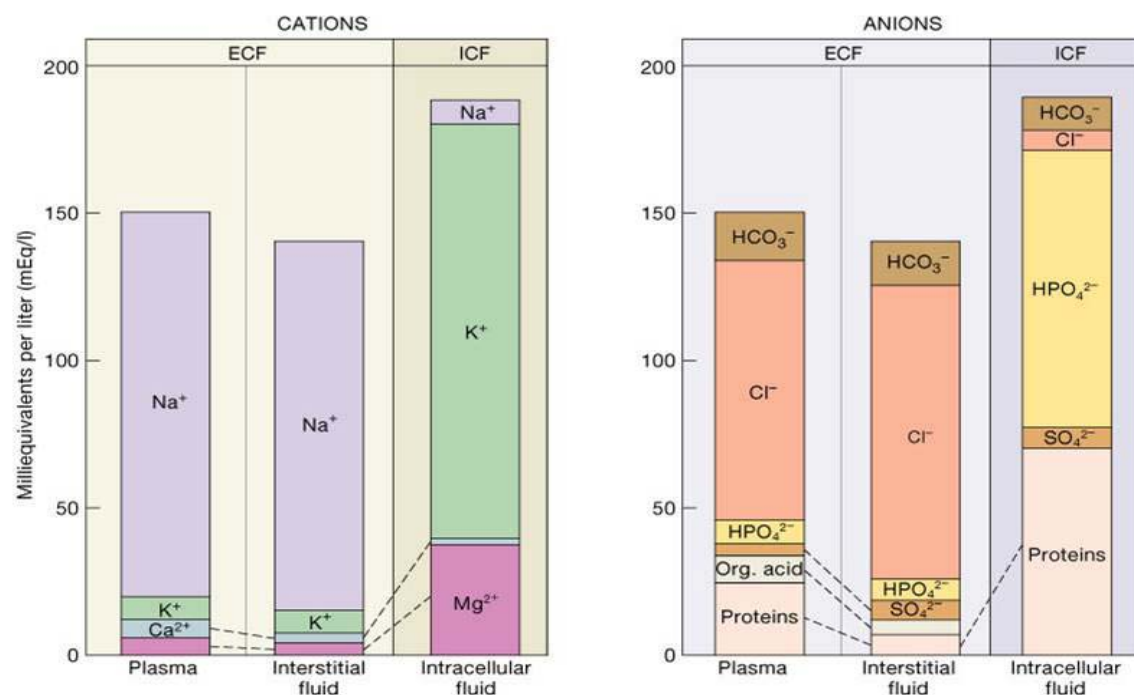 CATIONS
ECF
ICF
200
150
100
50
0
Milliequivalents per liter (mEq/l)
Na⁺
K⁺
Ca²⁺
Na⁺
K⁺
Na⁺
K⁺
Mg²⁺
Plasma
Interstitial
fluid
Intracellular
fluid
ANIONS
ECF
ICF
200
150
100
50
0
HCO₃⁻
Cl⁻
HPO₄²⁻
Org. acid
Proteins
HCO₃⁻
Cl⁻
HPO₄²⁻
SO₄²⁻
HCO₃⁻
Cl⁻
HPO₄²⁻
SO₄²⁻
Proteins
Plasma
Interstitial
fluid
Intracellular
fluid